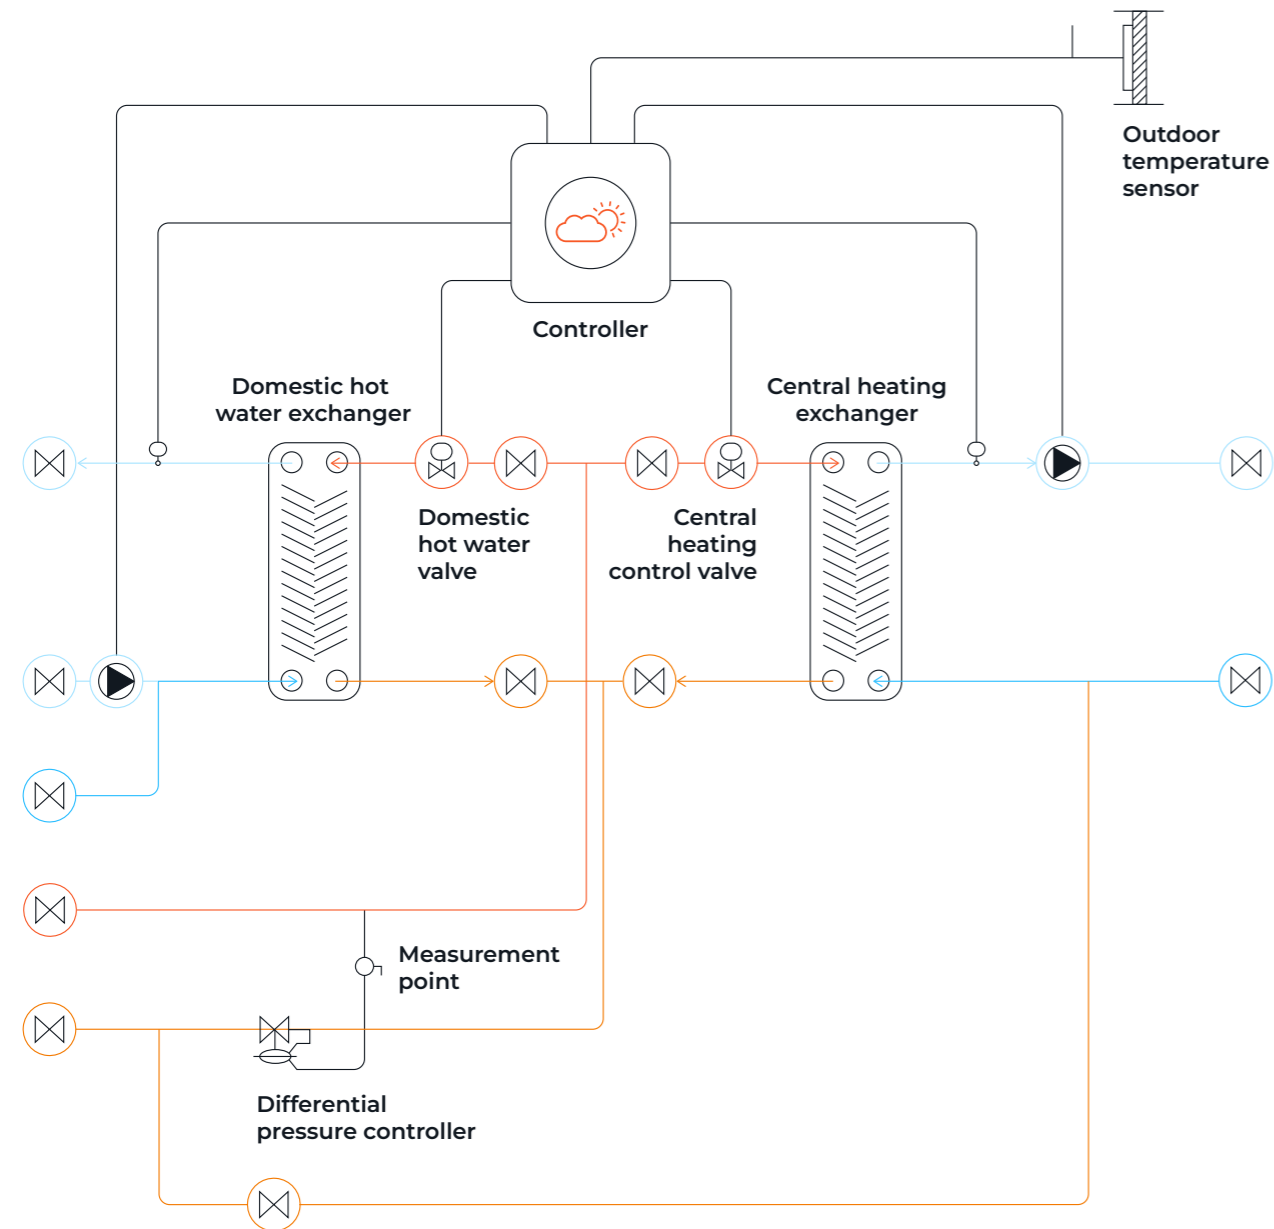 Outdoor
temperature
sensor
Controller
Domestic hot
water exchanger
Central heating
exchanger
Domestic
hot water
valve
Central
heating
control valve
Measurement
point
Differential
pressure controller